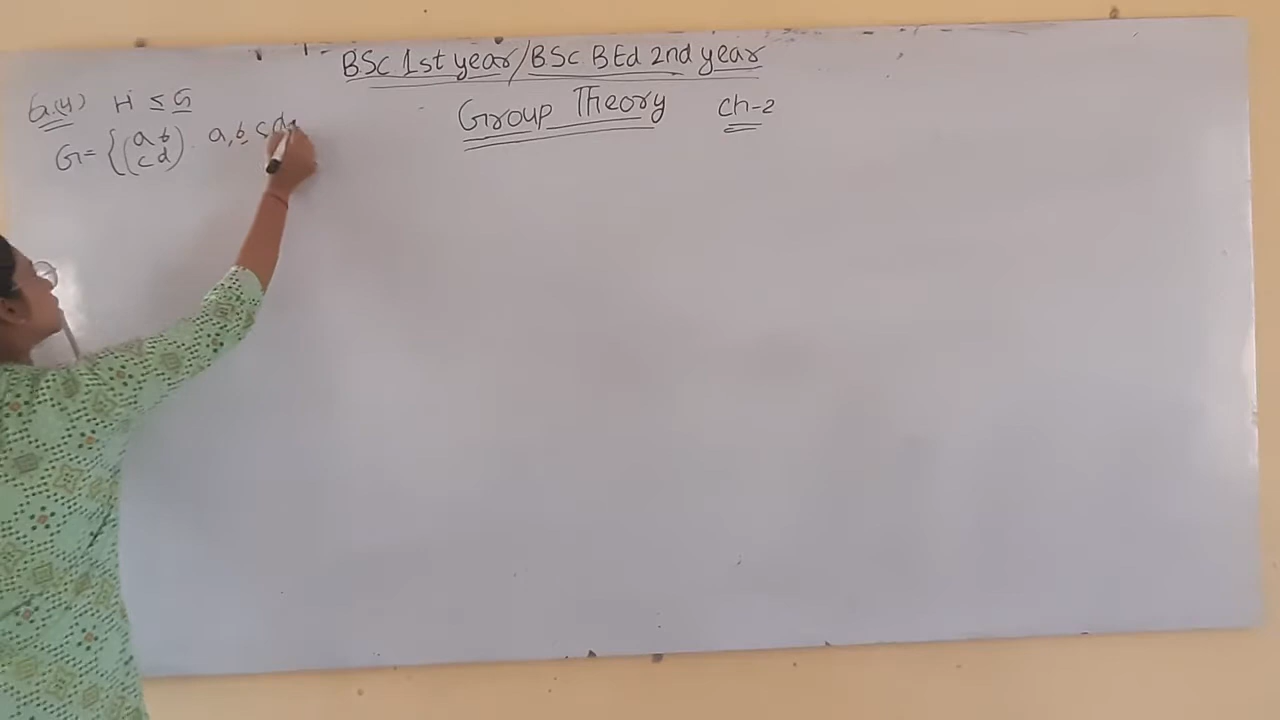 BSc 1st year/BSc BEd 2nd year
Group Theory Ch-2
Q.(4) H ≤ G
G = {(a b
c d) a, b c d